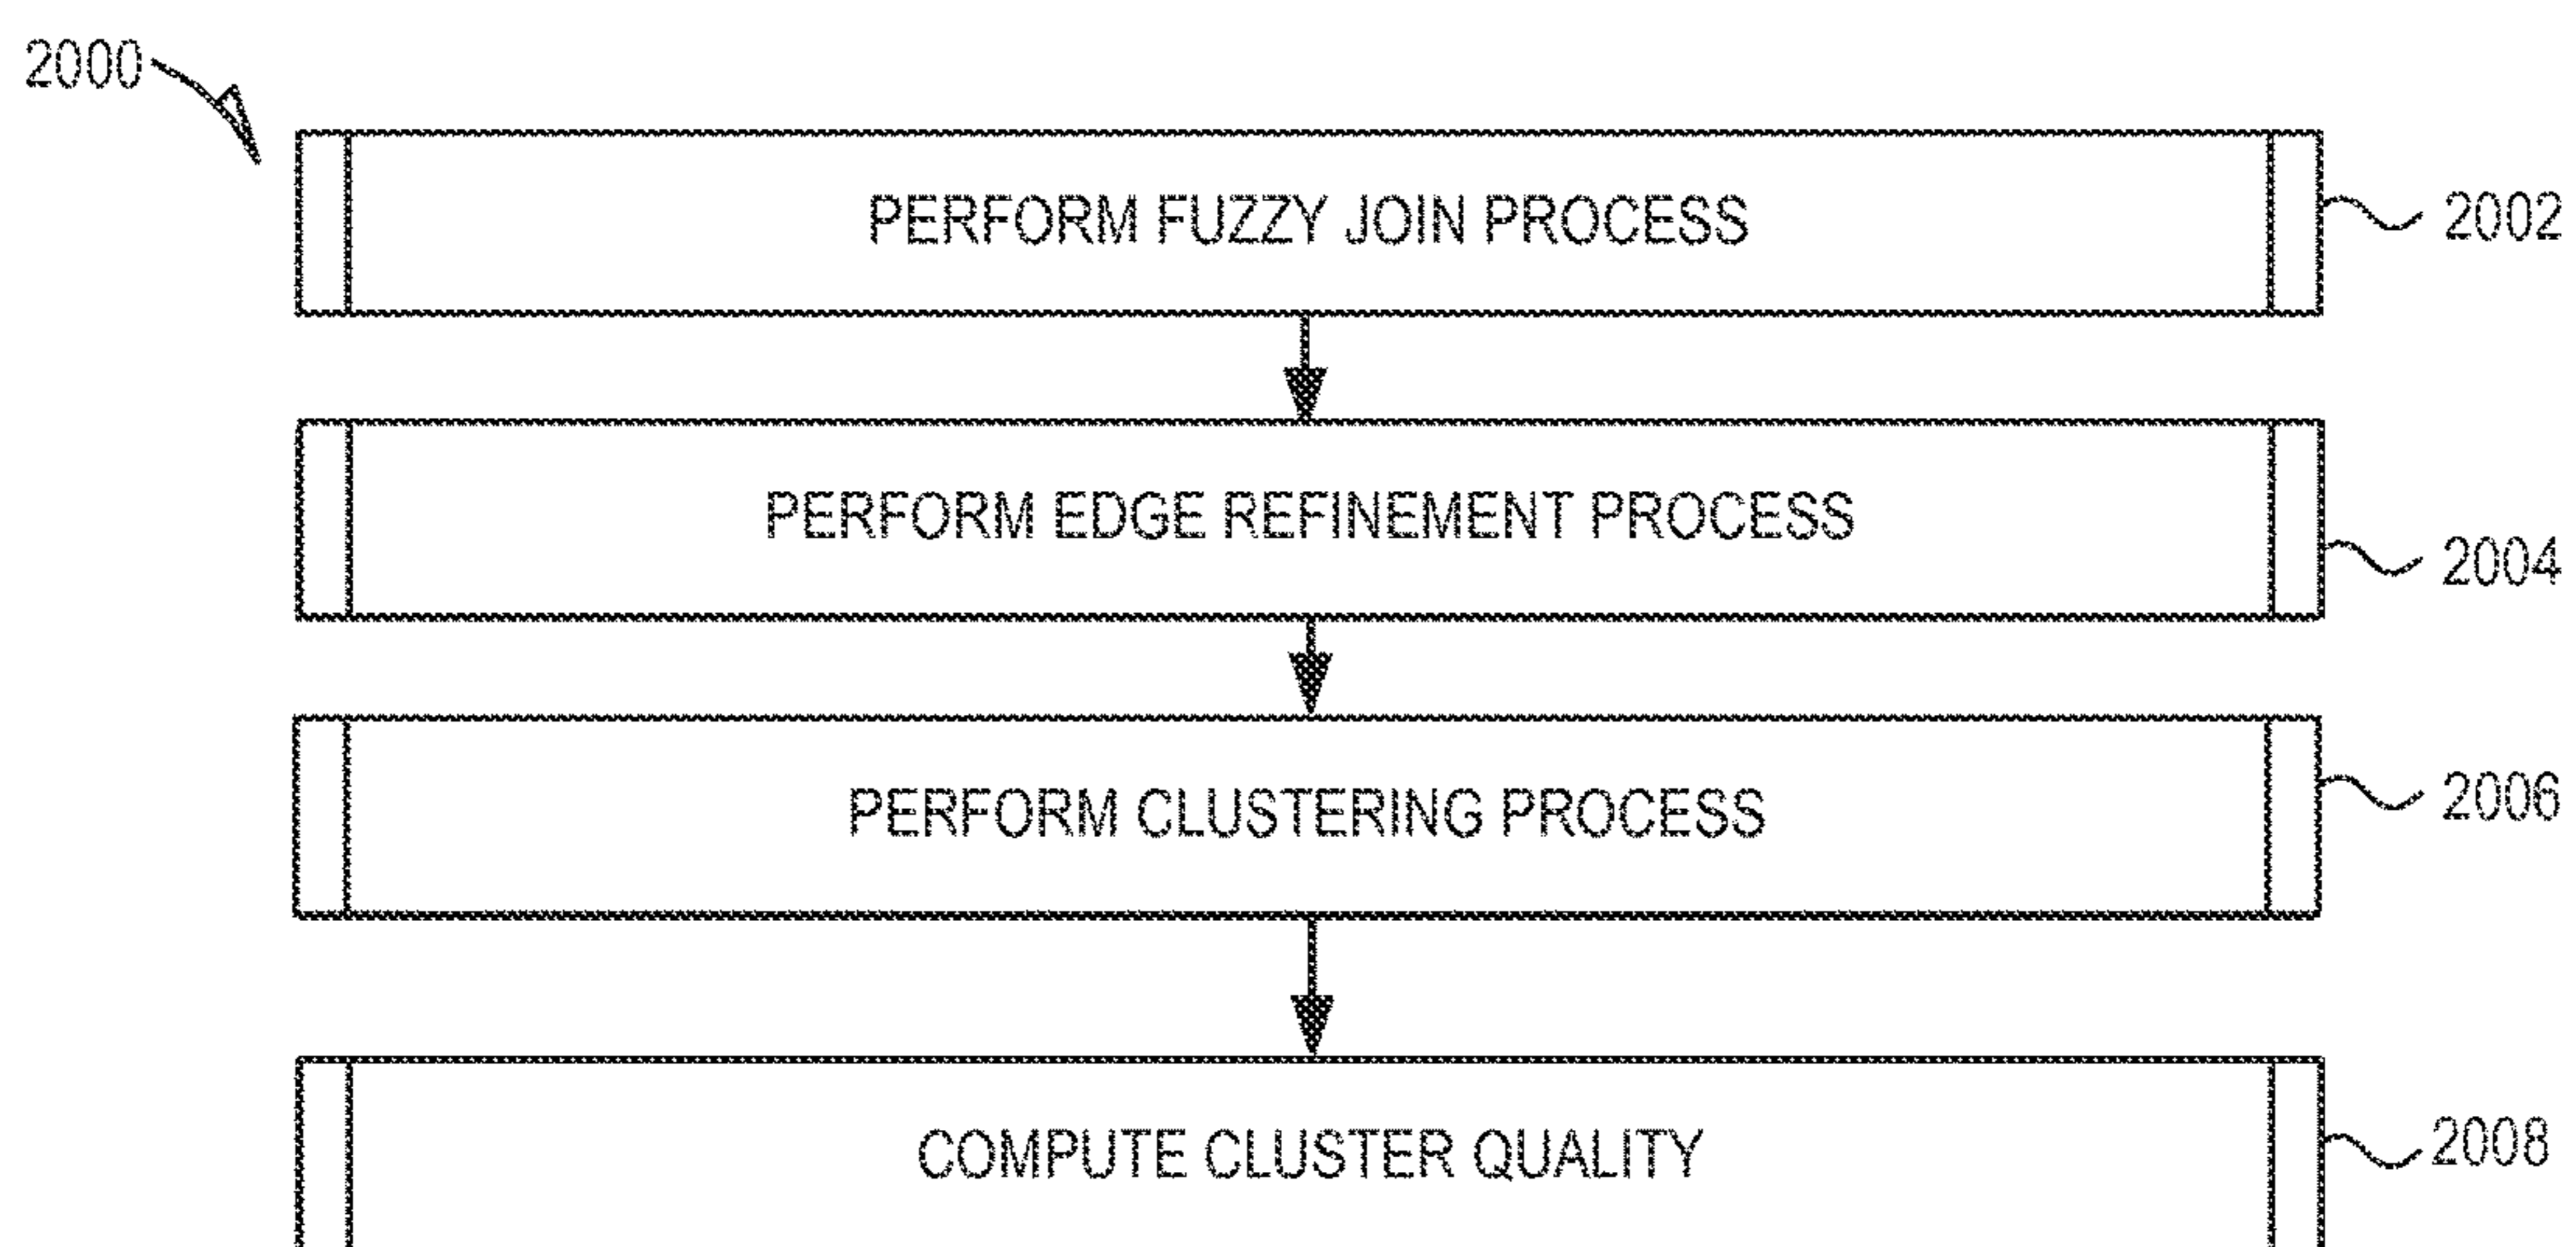 2000
PERFORM FUZZY JOIN PROCESS
2002
PERFORM EDGE REFINEMENT PROCESS
2004
PERFORM CLUSTERING PROCESS
2006
COMPUTE CLUSTER QUALITY
2008